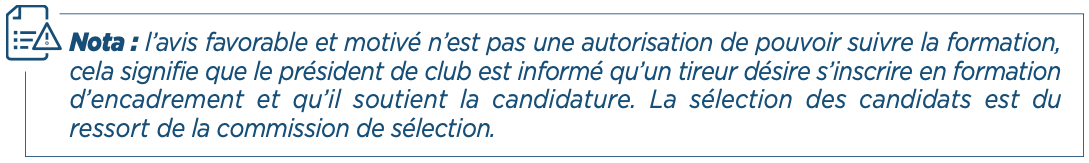 Nota : l’avis favorable et motivé n’est pas une autorisation de pouvoir suivre la formation,
cela signifie que le président de club est informé qu’un tireur désire s’inscrire en formation
d’encadrement et qu’il soutient la candidature. La sélection des candidats est du
ressort de la commission de sélection.